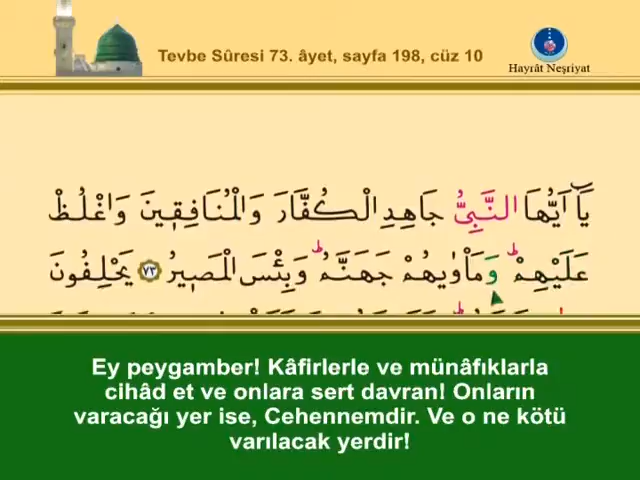 Tevbe Sûresi 73. âyet, sayfa 198, cüz 10
Hayrât Neşriyat
يَٓا اَيُّهَا النَّبِيُّ جَاهِدِ الْكُفَّارَ وَالْمُنَافِق۪ينَ وَاغْلُظْ
عَلَيْهِمْۜ وَمَأْوٰيهُمْ جَهَنَّمُۜ وَبِئْسَ الْمَص۪يرُ ﴿٧٣﴾ يَحْلِفُونَ
Ey peygamber! Kâfirlerle ve münâfıklarla
cihâd et ve onlara sert davran! Onların
varacağı yer ise, Cehennemdir. Ve o ne kötü
varılacak yerdir!